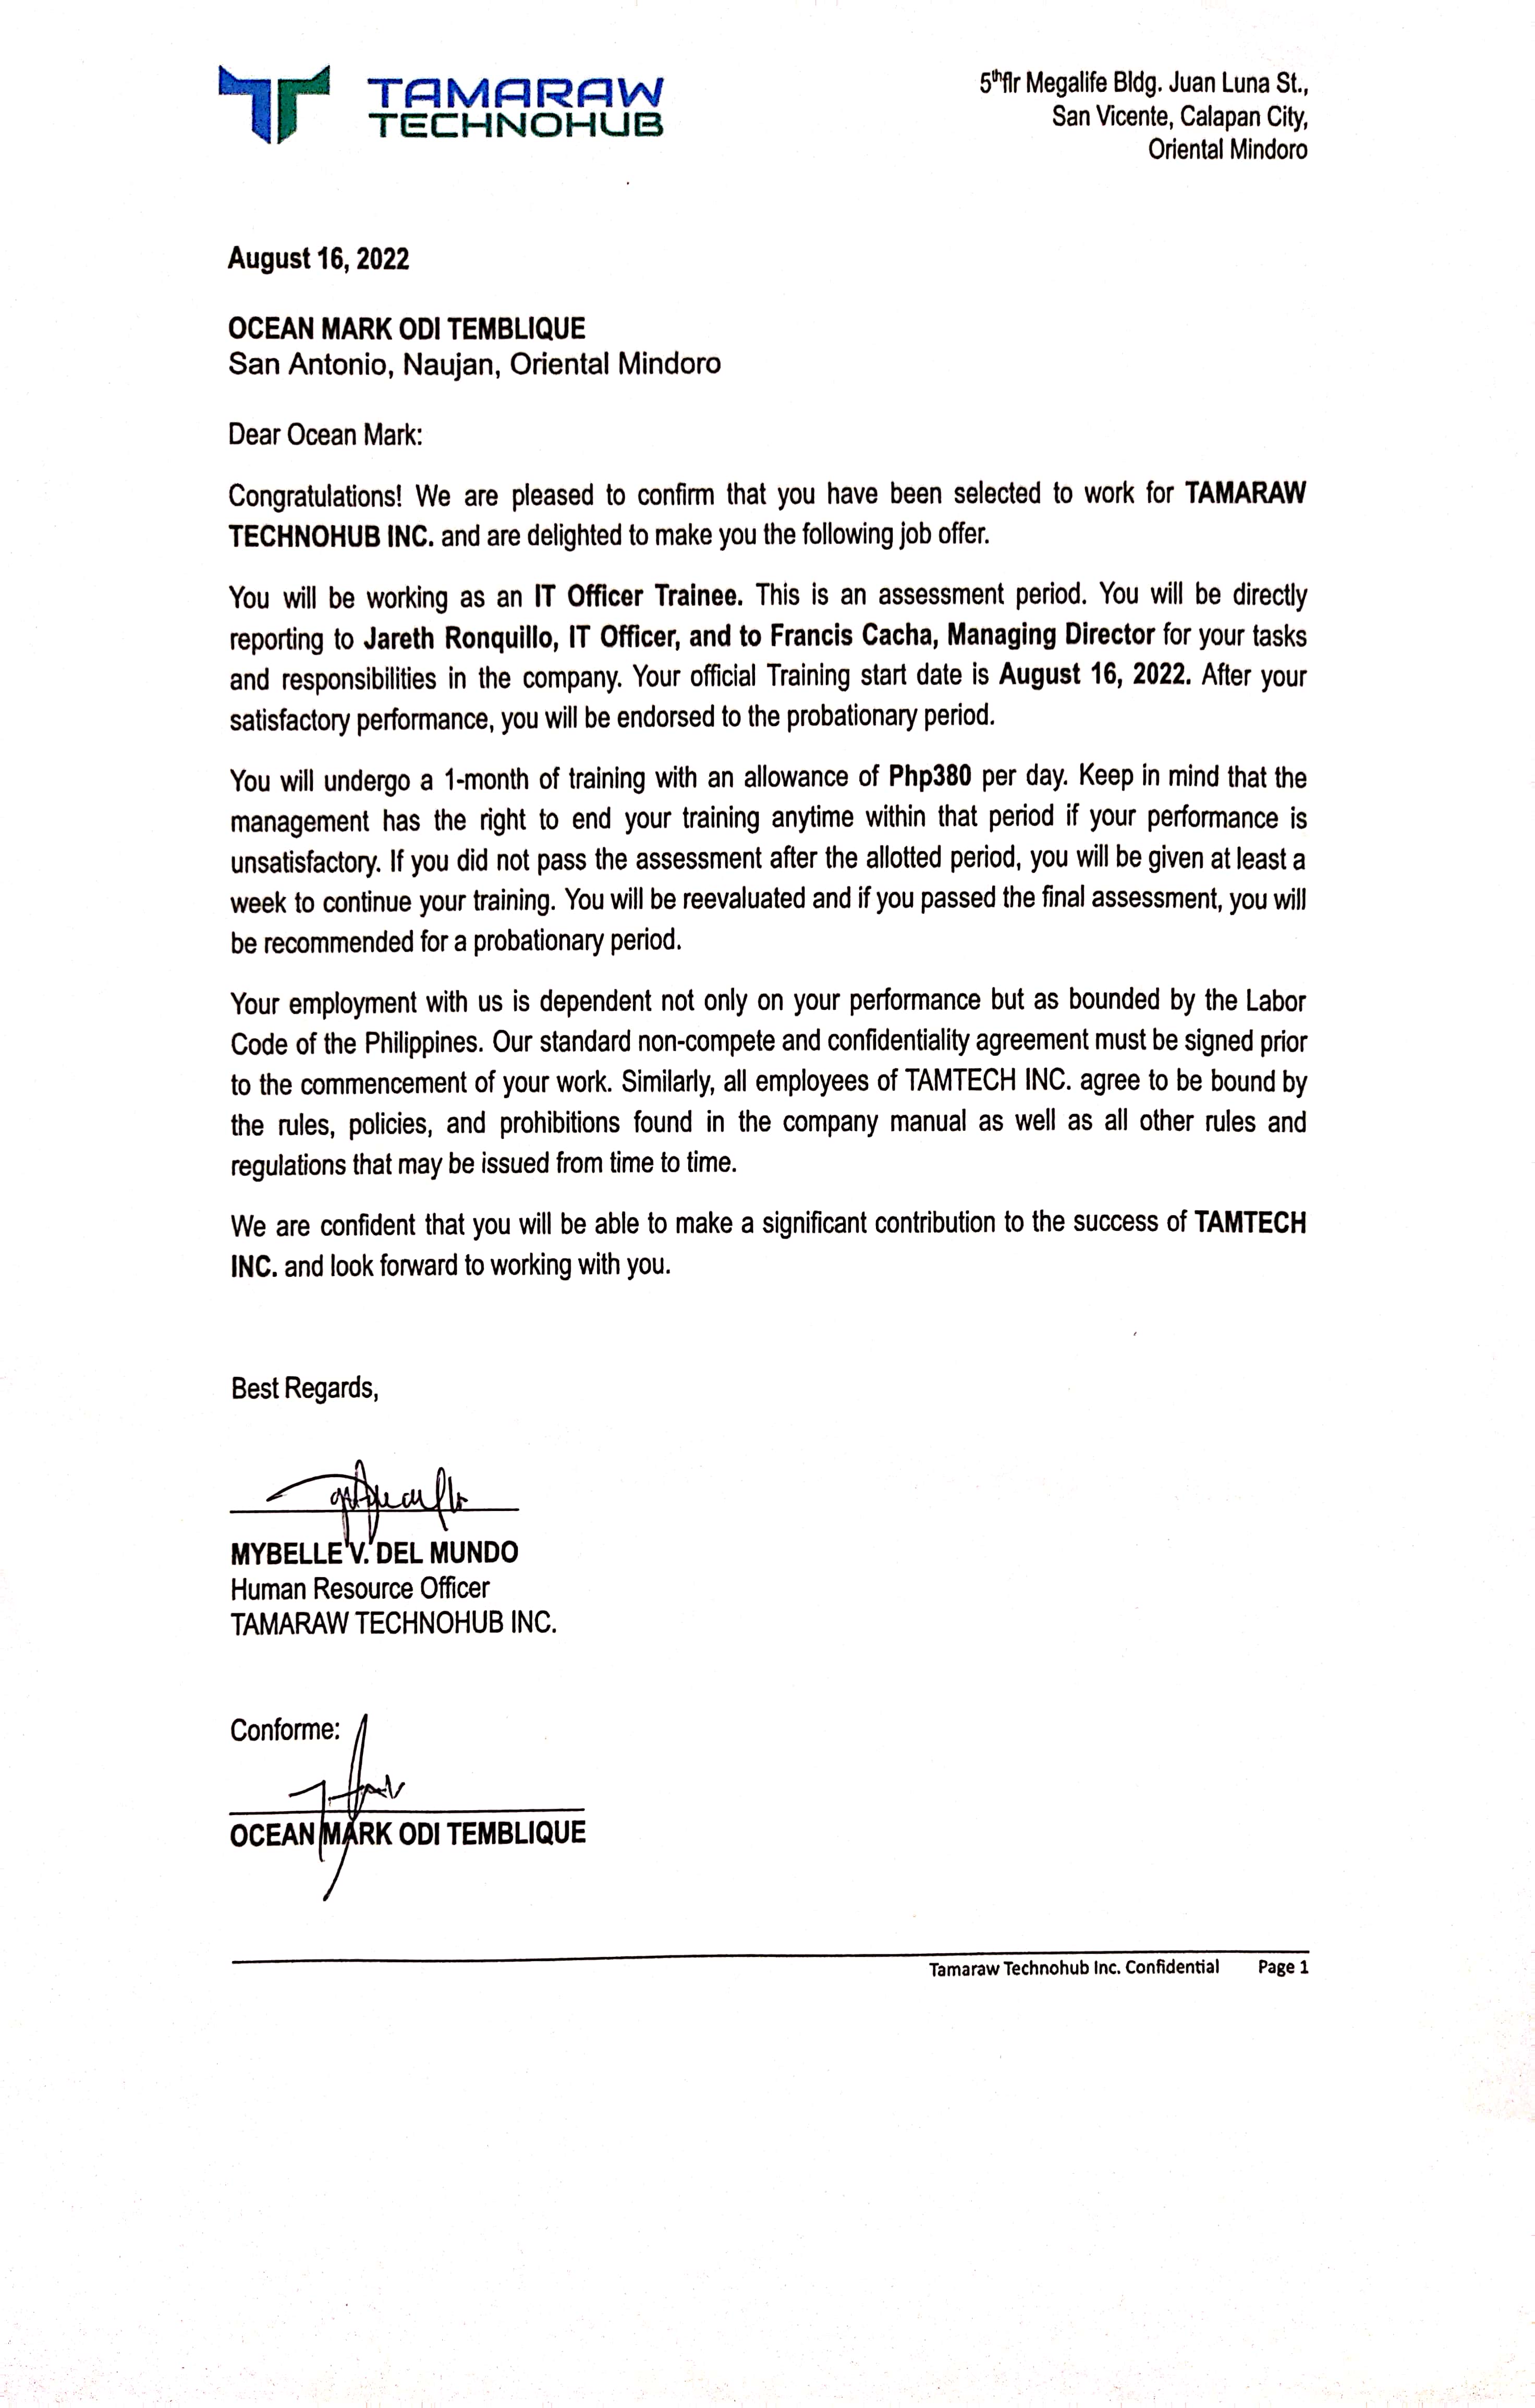 TAMARAW
TECHNOHUB
5thflr Megalife Bldg. Juan Luna St.,
San Vicente, Calapan City,
Oriental Mindoro
August 16, 2022
OCEAN MARK ODI TEMBLIQUE
San Antonio, Naujan, Oriental Mindoro
Dear Ocean Mark:
Congratulations! We are pleased to confirm that you have been selected to work for TAMARAW
TECHNOHUB INC. and are delighted to make you the following job offer.
You will be working as an IT Officer Trainee. This is an assessment period. You will be directly
reporting to Jareth Ronquillo, IT Officer, and to Francis Cacha, Managing Director for your tasks
and responsibilities in the company. Your official Training start date is August 16, 2022. After your
satisfactory performance, you will be endorsed to the probationary period.
You will undergo a 1-month of training with an allowance of Php380 per day. Keep in mind that the
management has the right to end your training anytime within that period if your performance is
unsatisfactory. If you did not pass the assessment after the allotted period, you will be given at least a
week to continue your training. You will be reevaluated and if you passed the final assessment, you will
be recommended for a probationary period.
Your employment with us is dependent not only on your performance but as bounded by the Labor
Code of the Philippines. Our standard non-compete and confidentiality agreement must be signed prior
to the commencement of your work. Similarly, all employees of TAMTECH INC. agree to be bound by
the rules, policies, and prohibitions found in the company manual as well as all other rules and
regulations that may be issued from time to time.
We are confident that you will be able to make a significant contribution to the success of TAMTECH
INC. and look forward to working with you.
Best Regards,
MYBELLE V. DEL MUNDO
Human Resource Officer
TAMARAW TECHNOHUB INC.
Conforme:
OCEAN MARK ODI TEMBLIQUE
Tamaraw Technohub Inc. Confidential Page 1